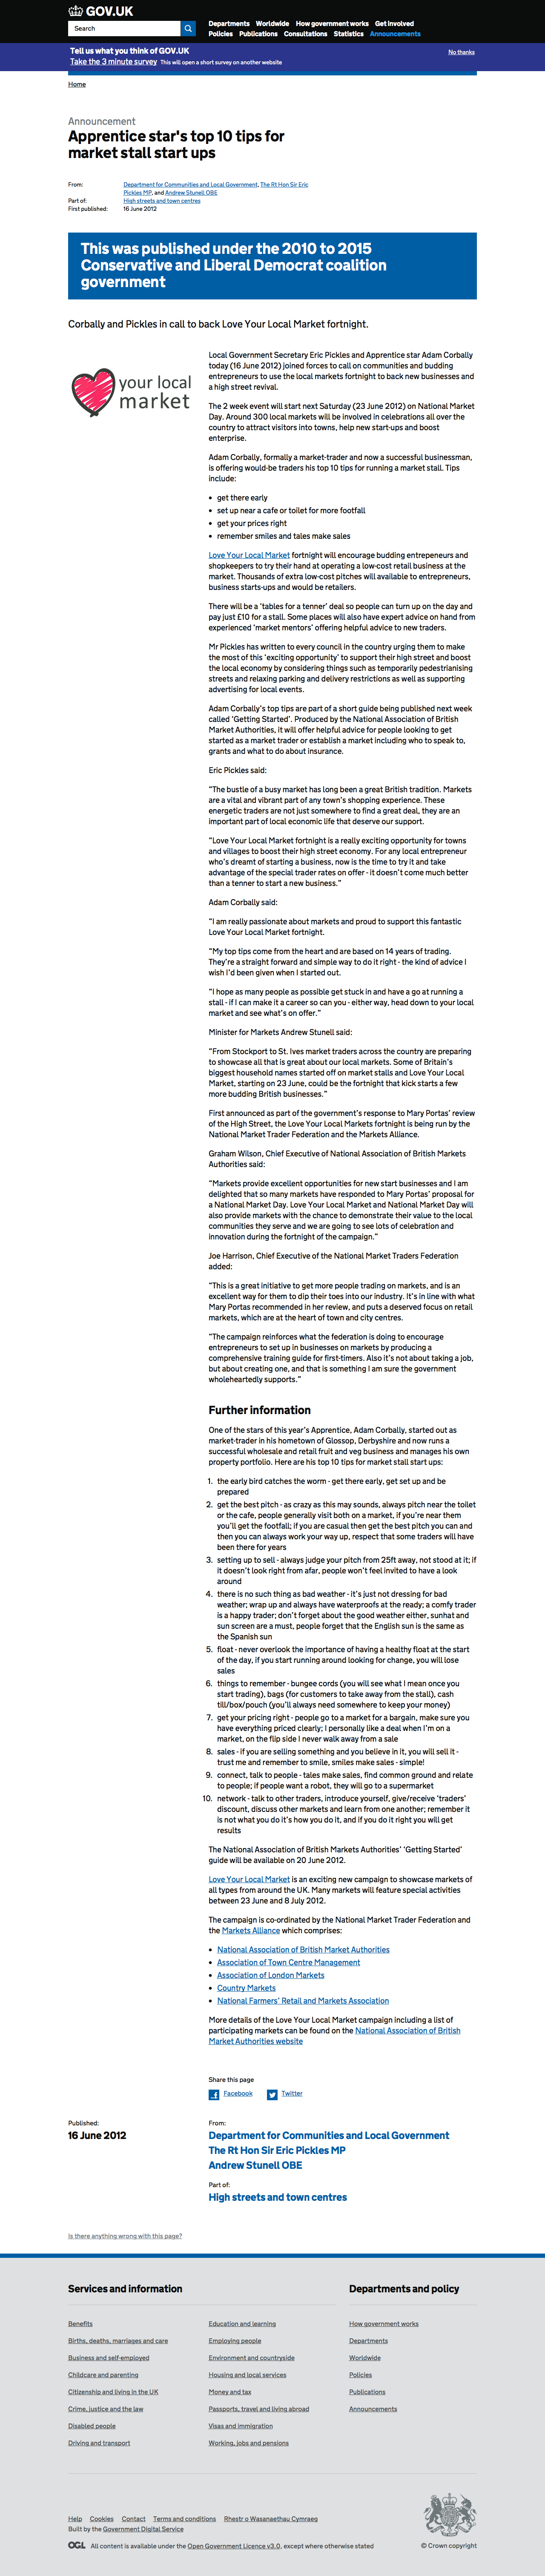 GOV.UK
Search
Departments Worldwide How government works Get involved
Policies Publications Consultations Statistics Announcements
Tell us what you think of GOV.UK
No thanks
Take the 3 minute survey This will open a short survey on another website
Home
Announcement
Apprentice star's top 10 tips for
market stall start ups
From: Department for Communities and Local Government, The Rt Hon Sir Eric
Pickles MP, and Andrew Stunell OBE
Part of: High streets and town centres
First published: 16 June 2012
This was published under the 2010 to 2015
Conservative and Liberal Democrat coalition
government
Corbally and Pickles in call to back Love Your Local Market fortnight.
your local
market
Local Government Secretary Eric Pickles and Apprentice star Adam Corbally
today (16 June 2012) joined forces to call on communities and budding
entrepreneurs to use the local markets fortnight to back new businesses and
a high street revival.
The 2 week event will start next Saturday (23 June 2012) on National Market
Day. Around 300 local markets will be involved in celebrations all over the
country to attract visitors into towns, help new start-ups and boost
enterprise.
Adam Corbally, formally a market-trader and now a successful businessman,
is offering would-be traders his top 10 tips for running a market stall. Tips
include:
• get there early
• set up near a cafe or toilet for more footfall
• get your prices right
• remember smiles and tales make sales
Love Your Local Market fortnight will encourage budding entrepeneurs and
shopkeepers to try their hand at operating a low-cost retail business at the
market. Thousands of extra low-cost pitches will available to entrepreneurs,
business starts-ups and would be retailers.
There will be a ‘tables for a tenner’ deal so people can turn up on the day and
pay just £10 for a stall. Some places will also have expert advice on hand from
experienced ‘market mentors’ offering helpful advice to new traders.
Mr Pickles has written to every council in the country urging them to make
the most of this ‘exciting opportunity’ to support their high street and boost
the local economy by considering things such as temporarily pedestrianising
streets and relaxing parking and delivery restrictions as well as supporting
advertising for local events.
Adam Corbally’s top tips are part of a short guide being published next week
called ‘Getting Started’. Produced by the National Association of British
Market Authorities, it will offer helpful advice for people looking to get
started as a market trader or establish a market including who to speak to,
grants and what to do about insurance.
Eric Pickles said:
“The bustle of a busy market has long been a great British tradition. Markets
are a vital and vibrant part of any town’s shopping experience. These
energetic traders are not just somewhere to find a great deal, they are an
important part of local economic life that deserve our support.
“Love Your Local Market fortnight is a really exciting opportunity for towns
and villages to boost their high street economy. For any local entrepreneur
who’s dreamt of starting a business, now is the time to try it and take
advantage of the special trader rates on offer - it doesn’t come much better
than a tenner to start a new business.”
Adam Corbally said:
“I am really passionate about markets and proud to support this fantastic
Love Your Local Market fortnight.
“My top tips come from the heart and are based on 14 years of trading.
They’re a straight forward and simple way to do it right - the kind of advice I
wish I’d been given when I started out.
“I hope as many people as possible get stuck in and have a go at running a
stall - if I can make it a career so can you - either way, head down to your local
market and see what’s on offer.”
Minister for Markets Andrew Stunell said:
“From Stockport to St. Ives market traders across the country are preparing
to showcase all that is great about our local markets. Some of Britain’s
biggest household names started off on market stalls and Love Your Local
Market, starting on 23 June, could be the fortnight that kick starts a few
more budding British businesses.”
First announced as part of the government’s response to Mary Portas’ review
of the High Street, the Love Your Local Markets fortnight is being run by the
National Market Trader Federation and the Markets Alliance.
Graham Wilson, Chief Executive of National Association of British Markets
Authorities said:
“Markets provide excellent opportunities for new small businesses and I am
delighted that so many markets have responded to Mary Portas’ proposal for
a National Market Day. Love Your Local Market and National Market Day will
also provide markets with the chance to demonstrate their value to the local
communities they serve and we are going to see lots of celebration and
innovation during the fortnight of the campaign.”
Joe Harrison, Chief Executive of the National Market Traders Federation
added:
“This is a great initiative to get more people trading on markets, and is an
excellent way for them to dip their toes into our industry. It’s in line with what
Mary Portas recommended in her review, and puts a deserved focus on retail
markets, which are at the heart of town and city centres.
“The campaign reinforces what the federation is doing to encourage
entrepreneurs to set up in business on markets by producing a
comprehensive training guide for first-timers. Also it’s not about taking a job,
but about creating one, and that is something I am sure the government
wholeheartedly supports.”
Further information
One of the stars of this year’s Apprentice, Adam Corbally, started out as
market-trader in his hometown of Glossop, Derbyshire and now runs a
successful wholesale and retail fruit and veg business and manages his own
property portfolio. Here are his top 10 tips for market stall start ups:
1. the early bird catches the worm - get there early, get set up and be
prepared
2. get the best pitch - as crazy as this may sounds, always pitch near the toilet
or the cafe, people generally visit both on a market, if you’re near them
you’ll get the footfall; if you are casual then get the best pitch you can and
then you can always work your way up, respect that some traders will have
been there for years
3. setting up to sell - always judge your pitch from 25ft away, not stood at it; if
it doesn’t look right from afar, people won’t feel invited to have a look
around
4. there is no such thing as bad weather - it’s just not dressing for bad
weather; wrap up and always have waterproofs at the ready; a comfy trader
is a happy trader; don’t forget about the good weather either, sunhat and
sun screen are a must, people forget that the English sun is the same as
the Spanish sun
5. float - never overlook the importance of having a healthy float at the start
of the day, if you start running around looking for change, you will lose
sales
6. things to remember - bungee cords (you will see what I mean once you
start trading), bags (for customers to take away from the stall), cash
till/box/pouch (you’ll always need somewhere to keep your money)
7. get your pricing right - people go to a market for a bargain, make sure you
have everything priced clearly; I personally like a deal when I’m on a
market, on the flip side I never walk away from a sale
8. sales - if you are selling something and you believe in it, you will sell it -
trust me and remember to smile, smiles make sales - simple!
9. connect, talk to people - tales make sales, find common ground and relate
to people; if people want a robot, they will go to a supermarket
10. network - talk to other traders, introduce yourself, give/receive ‘traders’
discount, discuss other markets and learn from one another; remember it
is not what you do it’s how you do it, and if you do it right you will get
results
The National Association of British Markets Authorities’ ‘Getting Started’
guide will be available on 20 June 2012.
Love Your Local Market is an exciting new campaign to showcase markets of
all types from around the UK. Many markets will feature special activities
between 23 June and 8 July 2012.
The campaign is co-ordinated by the National Market Trader Federation and
the Markets Alliance which comprises:
• National Association of British Market Authorities
• Association of Town Centre Management
• Association of London Markets
• Country Markets
• National Farmers’ Retail and Markets Association
More details of the Love Your Local Market campaign including a list of
participating markets can be found on the National Association of British
Market Authorities website
Share this page
Facebook Twitter
Published:
16 June 2012
From:
Department for Communities and Local Government
The Rt Hon Sir Eric Pickles MP
Andrew Stunell OBE
Part of:
High streets and town centres
Is there anything wrong with this page?
Services and information
Benefits
Births, deaths, marriages and care
Business and self-employed
Childcare and parenting
Citizenship and living in the UK
Crime, justice and the law
Disabled people
Driving and transport
Education and learning
Employing people
Environment and countryside
Housing and local services
Money and tax
Passports, travel and living abroad
Visas and immigration
Working, jobs and pensions
Departments and policy
How government works
Departments
Worldwide
Policies
Publications
Announcements
Help Cookies Contact Terms and conditions Rhestr o Wasanaethau Cymraeg
Built by the Government Digital Service
OGL All content is available under the Open Government Licence v3.0, except where otherwise stated
© Crown copyright